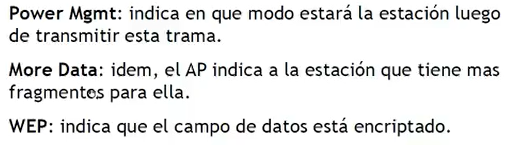 Power Mgmt: indica en que modo estará la estación luego
de transmitir esta trama.
More Data: idem, el AP indica a la estación que tiene mas
fragmentos para ella.
WEP: indica que el campo de datos está encriptado.